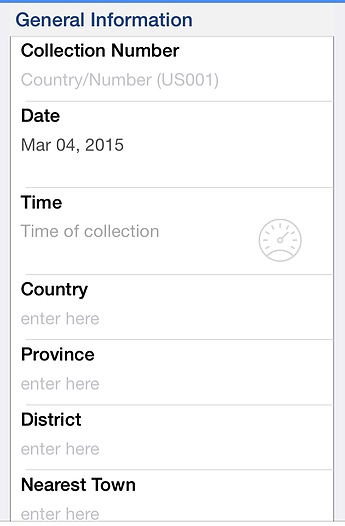 General Information
Collection Number
Country/Number (US001)
Date
Mar 04, 2015
Time
Time of collection
Country
enter here
Province
enter here
District
enter here
Nearest Town
enter here